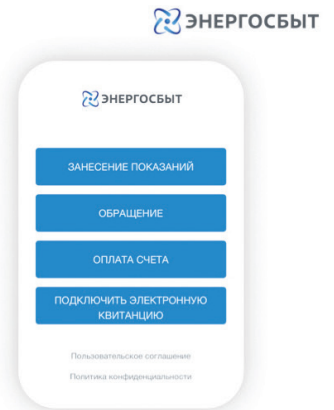 ЭНЕРГОСБЫТ
ЭНЕРГОСБЫТ
ЗАНЕСЕНИЕ ПОКАЗАНИЙ
ОБРАЩЕНИЕ
ОПЛАТА СЧЕТА
ПОДКЛЮЧИТЬ ЭЛЕКТРОННУЮ
КВИТАНЦИЮ
Пользовательское соглашение
Политика конфиденциальности